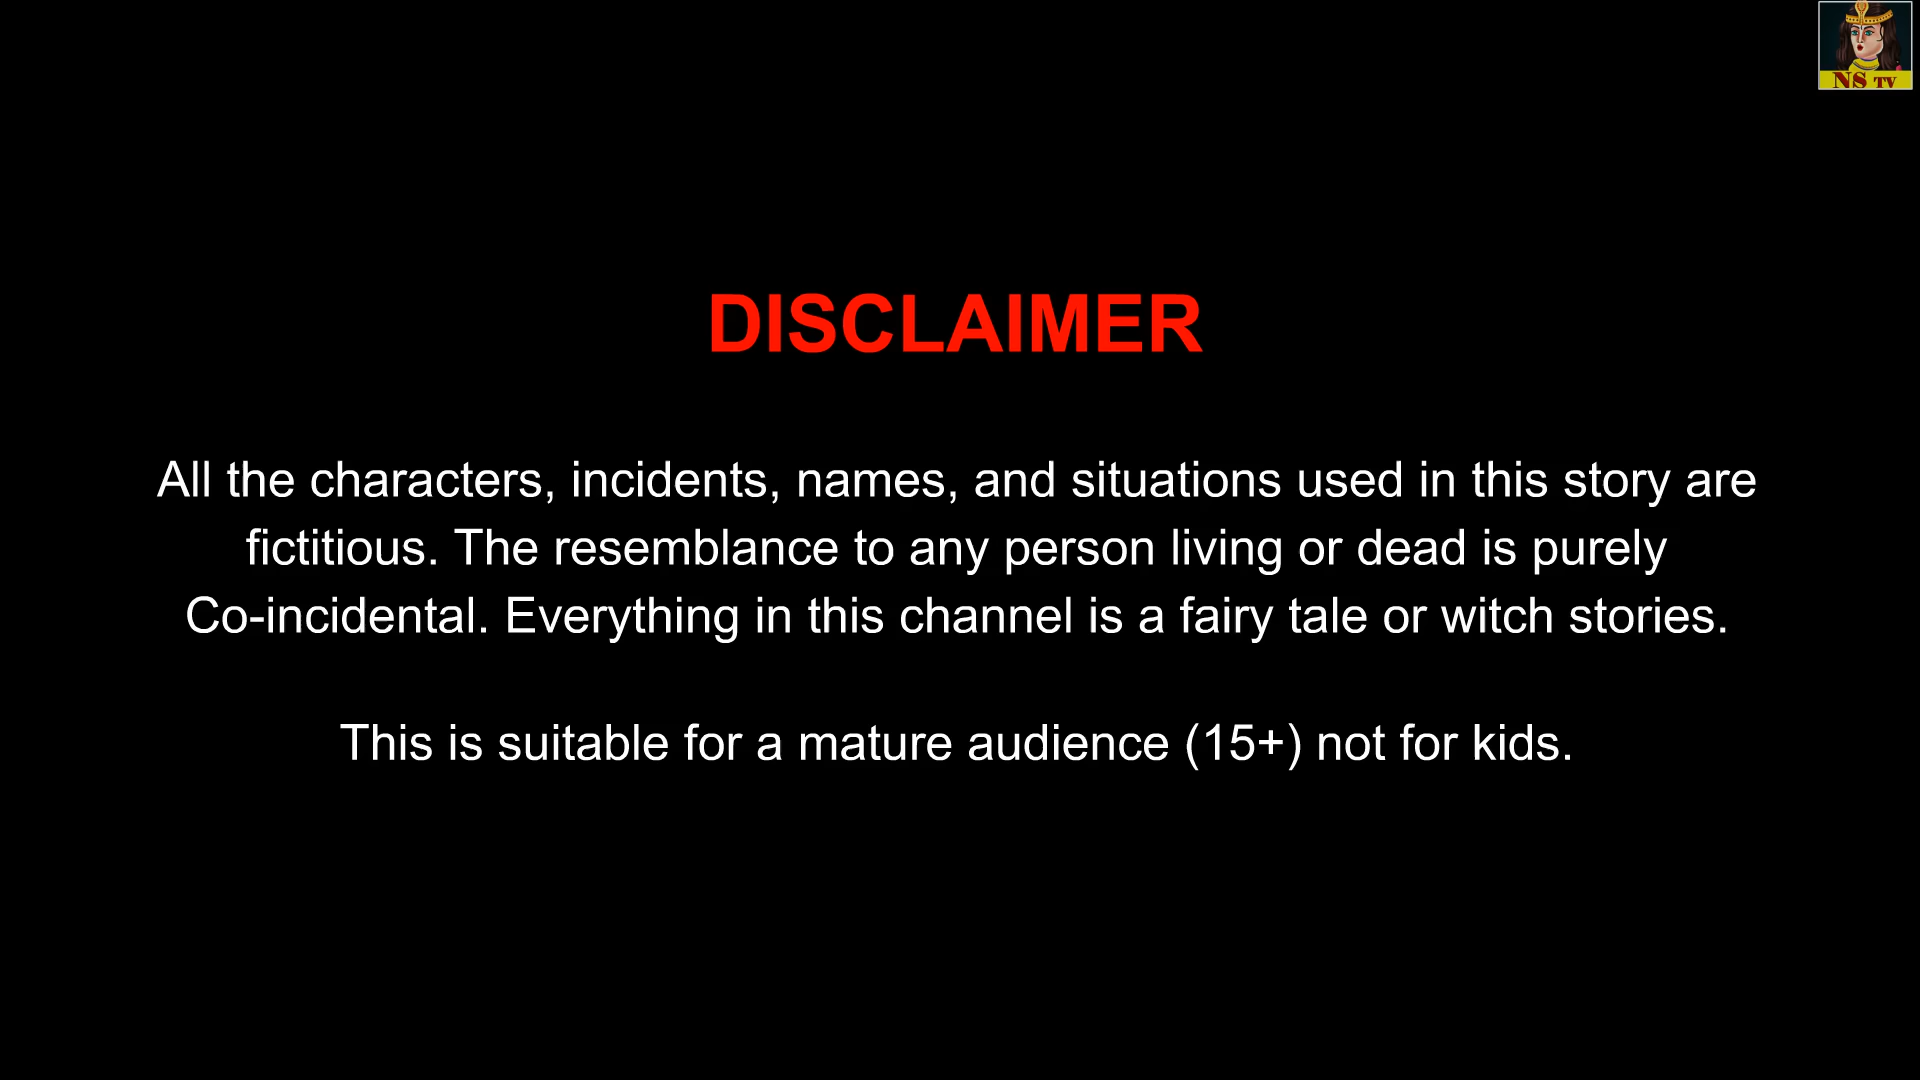 NS TV
DISCLAIMER
All the characters, incidents, names, and situations used in this story are
fictitious. The resemblance to any person living or dead is purely
Co-incidental. Everything in this channel is a fairy tale or witch stories.
This is suitable for a mature audience (15+) not for kids.